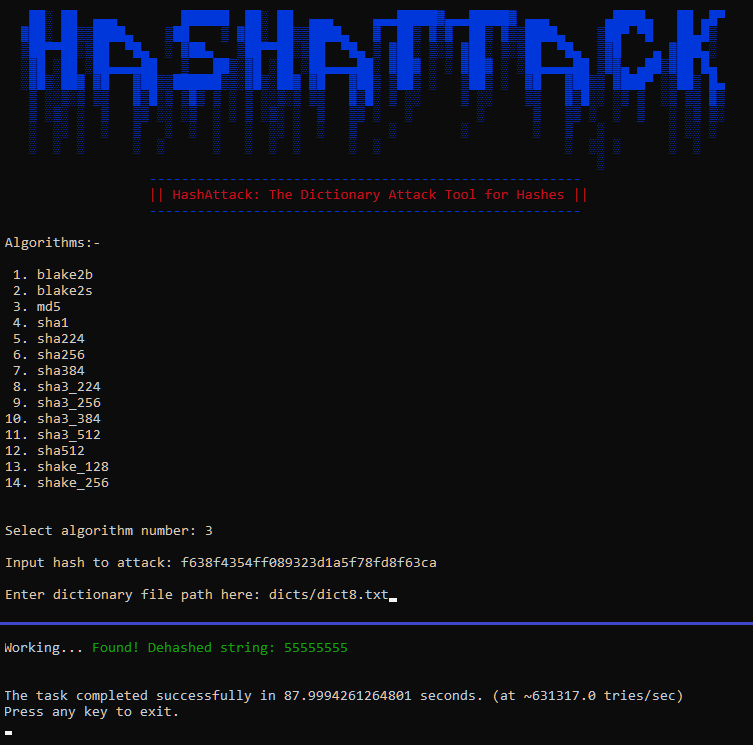 HASHATTACK
-----------------------------------------------------
|| HashAttack: The Dictionary Attack Tool for Hashes ||
-----------------------------------------------------
Algorithms:-
1. blake2b
2. blake2s
3. md5
4. sha1
5. sha224
6. sha256
7. sha384
8. sha3_224
9. sha3_256
10. sha3_384
11. sha3_512
12. sha512
13. shake_128
14. shake_256
Select algorithm number: 3
Input hash to attack: f638f4354ff089323d1a5f78fd8f63ca
Enter dictionary file path here: dicts/dict8.txt
Working... Found! Dehashed string: 55555555
The task completed successfully in 87.9994261264801 seconds. (at ~631317.0 tries/sec)
Press any key to exit.